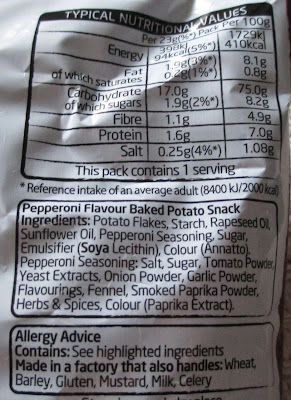 TYPICAL NUTRITIONAL VALUES
Per 23g(%*) Pack Per 100g
Energy 398kJ 1729kJ
94kcal(5%*) 410kcal
Fat 1.9g(3%*) 8.1g
of which saturates 0.2g(1%*) 0.8g
Carbohydrate 17.0g 75.0g
of which sugars 1.9g(2%*) 8.2g
Fibre 1.1g 4.9g
Protein 1.6g 7.0g
Salt 0.25g(4%*) 1.08g
This pack contains 1 serving
*Reference intake of an average adult (8400 kJ/2000 kcal)
Pepperoni Flavour Baked Potato Snack
Ingredients: Potato Flakes, Starch, Rapeseed Oil,
Sunflower Oil, Pepperoni Seasoning, Sugar,
Emulsifier (Soya Lecithin), Colour (Annatto).
Pepperoni Seasoning: Salt, Sugar, Tomato Powder,
Yeast Extracts, Onion Powder, Garlic Powder,
Flavourings, Fennel, Smoked Paprika Powder,
Herbs & Spices, Colour (Paprika Extract).
Allergy Advice
Contains: See highlighted ingredients
Made in a factory that also handles: Wheat,
Barley, Gluten, Mustard, Milk, Celery